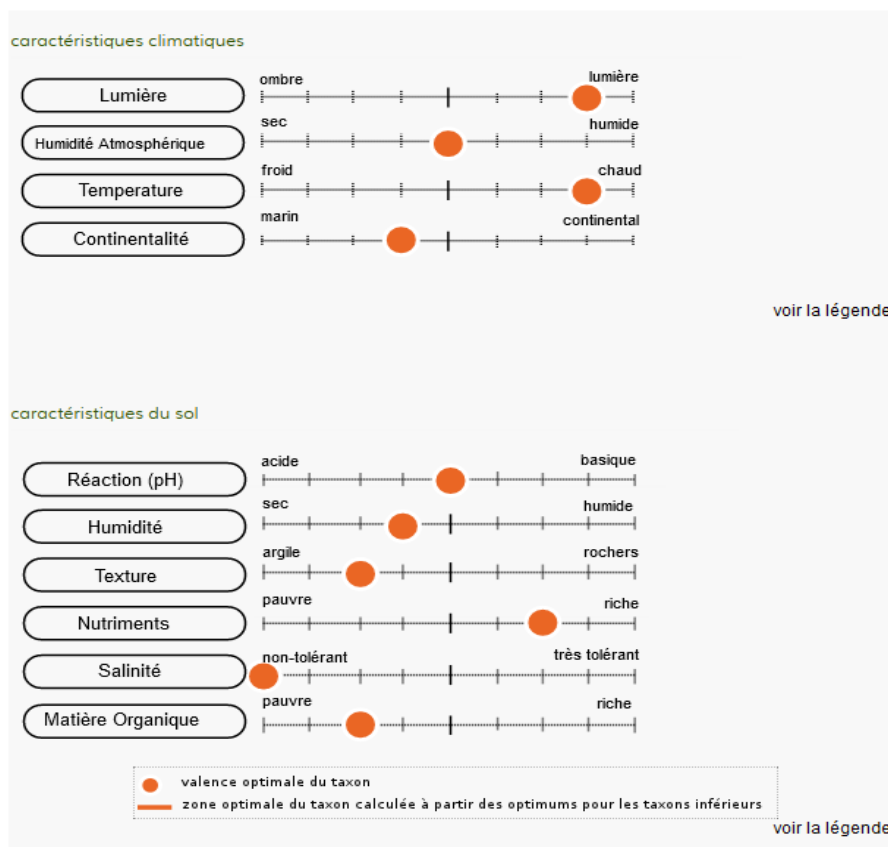 caractéristiques climatiques
Lumière
ombre
lumière
Humidité Atmosphérique
sec
humide
Temperature
froid
chaud
Continentalité
marin
continental
voir la légende
caractéristiques du sol
Réaction (pH)
acide
basique
Humidité
sec
humide
Texture
argile
rochers
Nutriments
pauvre
riche
Salinité
non-tolérant
très tolérant
Matière Organique
pauvre
riche
valence optimale du taxon
zone optimale du taxon calculée à partir des optimums pour les taxons inférieurs
voir la légende